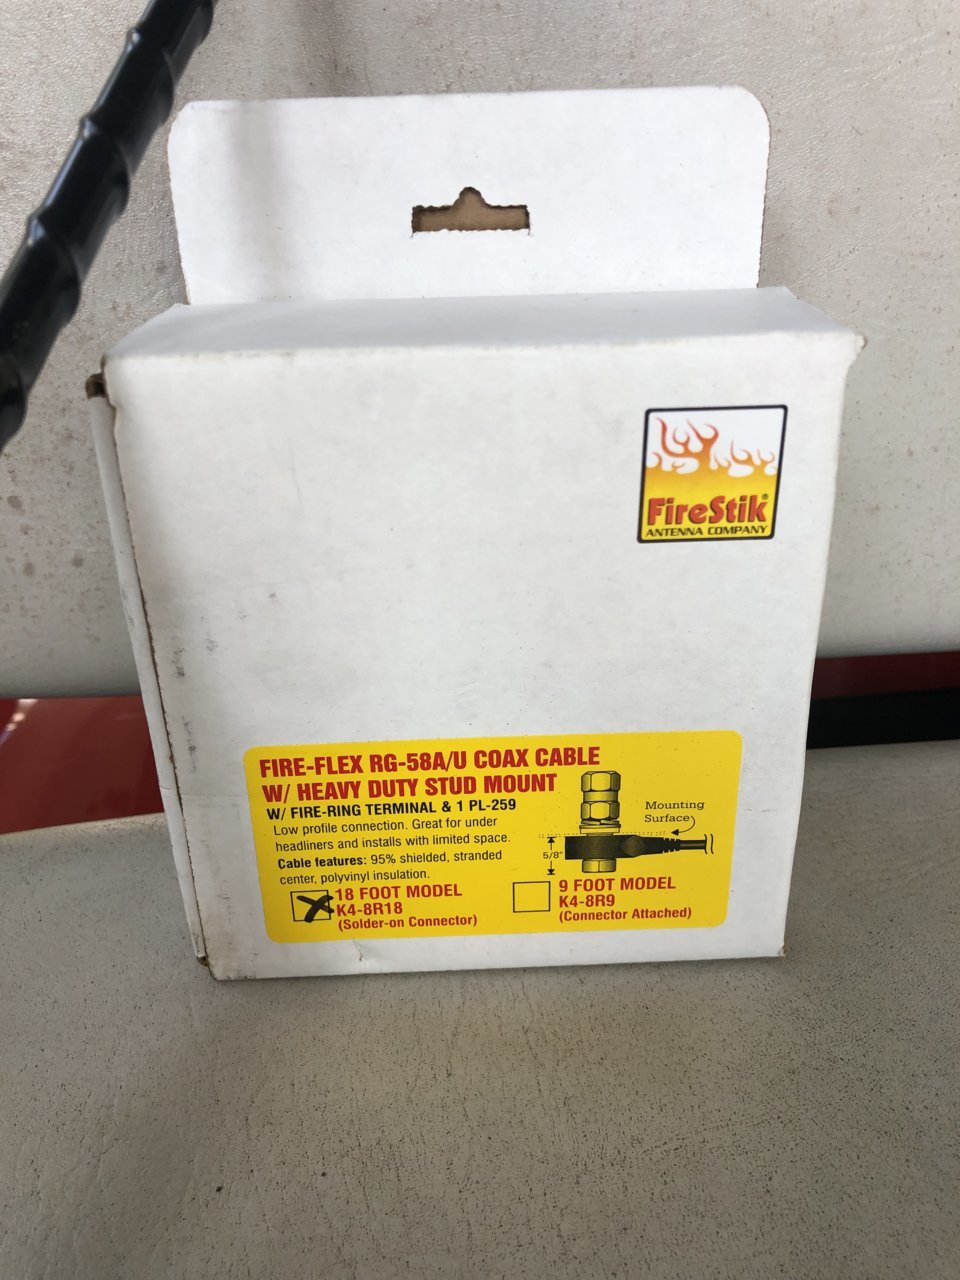 FireStik®
ANTENNA COMPANY
FIRE-FLEX RG-58A/U COAX CABLE
W/ HEAVY DUTY STUD MOUNT
W/ FIRE-RING TERMINAL & 1 PL-259
Low profile connection. Great for under
headliners and installs with limited space.
Cable features: 95% shielded, stranded
center, polyvinyl insulation.
Mounting
Surface
5/8"
18 FOOT MODEL
K4-8R18
(Solder-on Connector)
9 FOOT MODEL
K4-8R9
(Connector Attached)